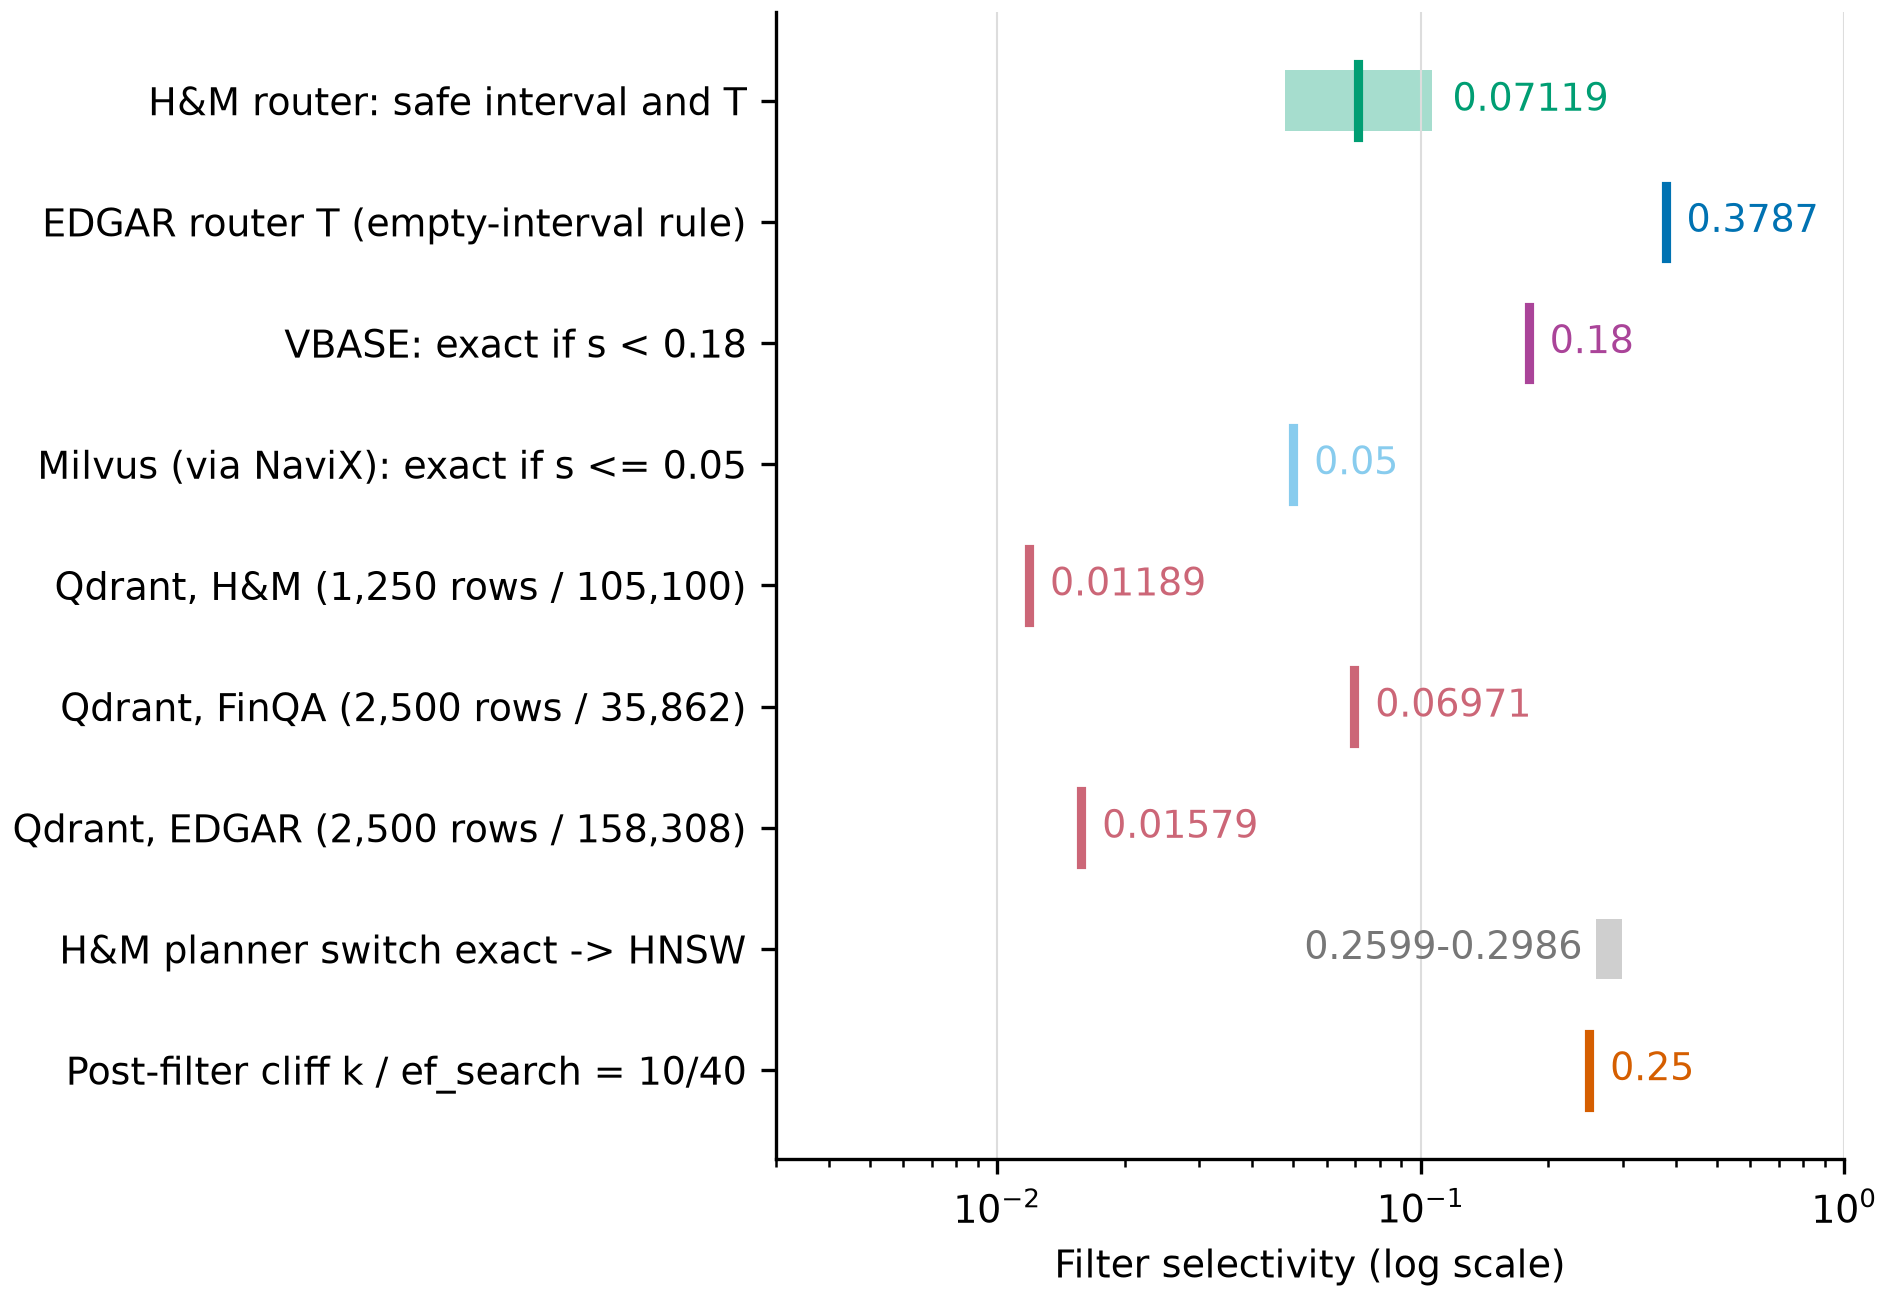 H&M router: safe interval and T
0.07119
EDGAR router T (empty-interval rule)
0.3787
VBASE: exact if s < 0.18
0.18
Milvus (via NaviX): exact if s <= 0.05
0.05
Qdrant, H&M (1,250 rows / 105,100)
0.01189
Qdrant, FinQA (2,500 rows / 35,862)
0.06971
Qdrant, EDGAR (2,500 rows / 158,308)
0.01579
H&M planner switch exact -> HNSW
0.2599-0.2986
Post-filter cliff k / ef_search = 10/40
0.25
10⁻² 10⁻¹ 10⁰
Filter selectivity (log scale)